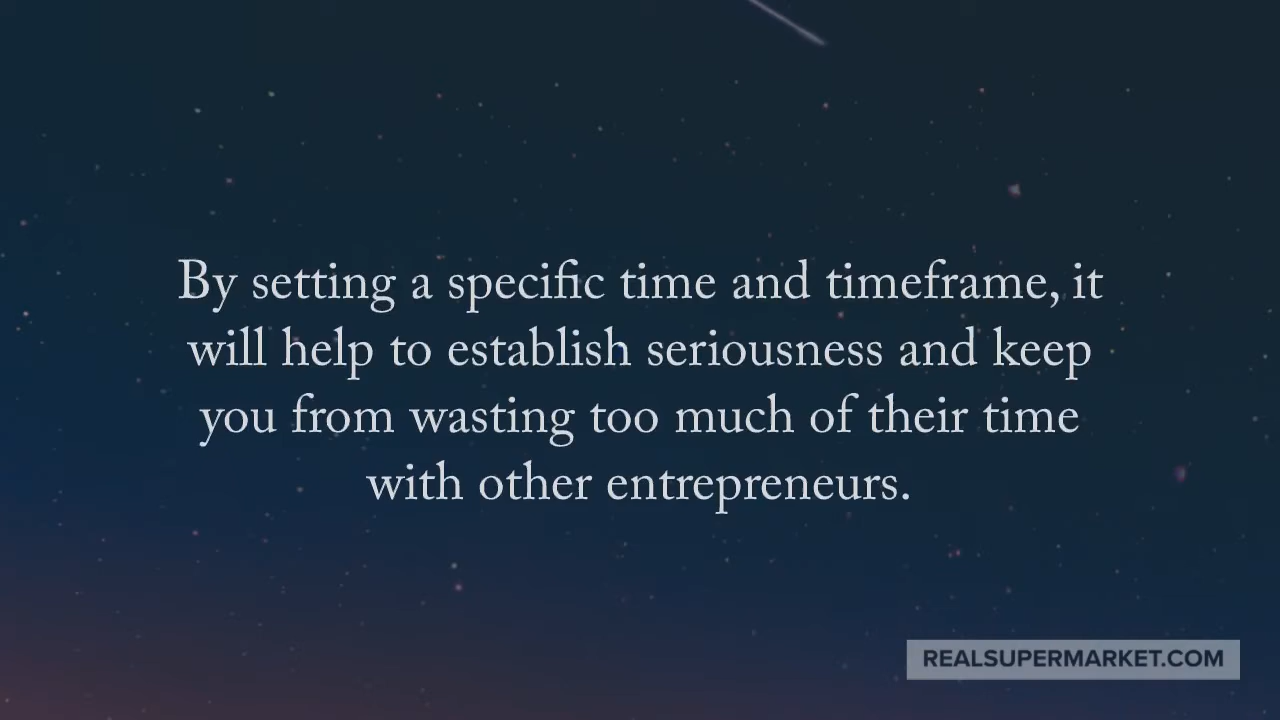 By setting a specific time and timeframe, it
will help to establish seriousness and keep
you from wasting too much of their time
with other entrepreneurs.
REALSUPERMARKET.COM